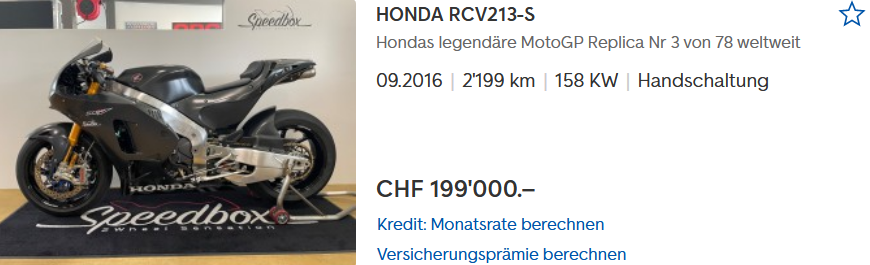 Speedbox
HONDA
Speedbox
2Wheel Sensation
HONDA RCV213-S
Hondas legendäre MotoGP Replica Nr 3 von 78 weltweit
09.2016 | 2'199 km | 158 KW | Handschaltung
CHF 199'000.–
Kredit: Monatsrate berechnen
Versicherungsprämie berechnen